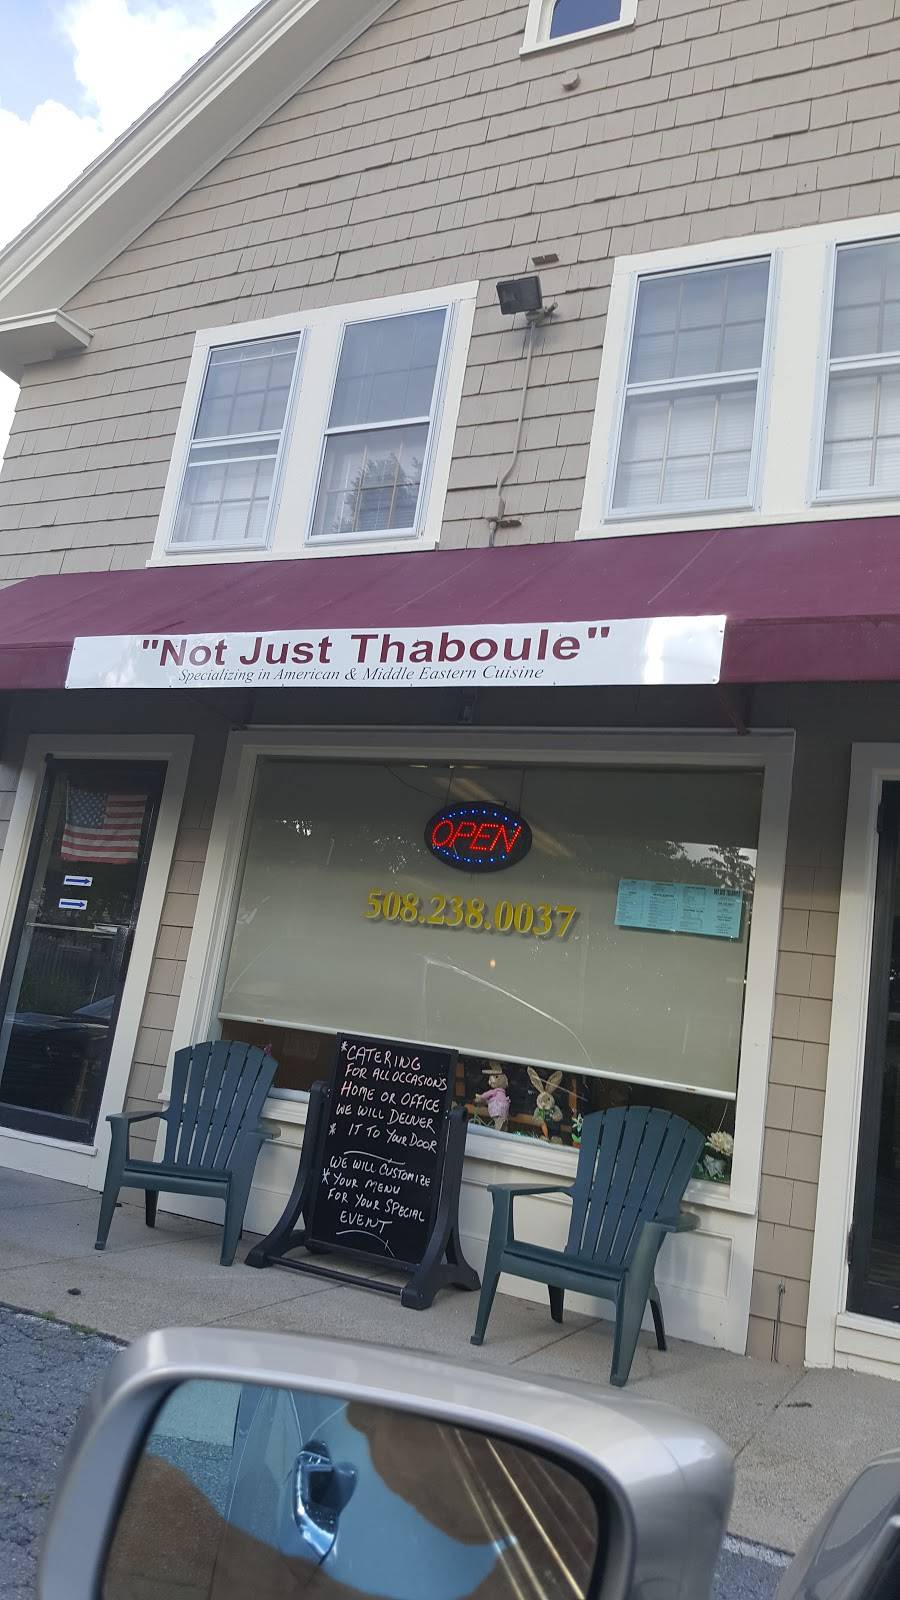 "Not Just Thaboule"
Specializing in American & Middle Eastern Cuisine
OPEN
508.238.0037
*CATERING
FOR ALL OCCASIONS
HOME OR OFFICE
WE WILL DELIVER
* IT TO YOUR DOOR
WE WILL CUSTOMIZE
* YOUR MENU
FOR YOUR SPECIAL
EVENT